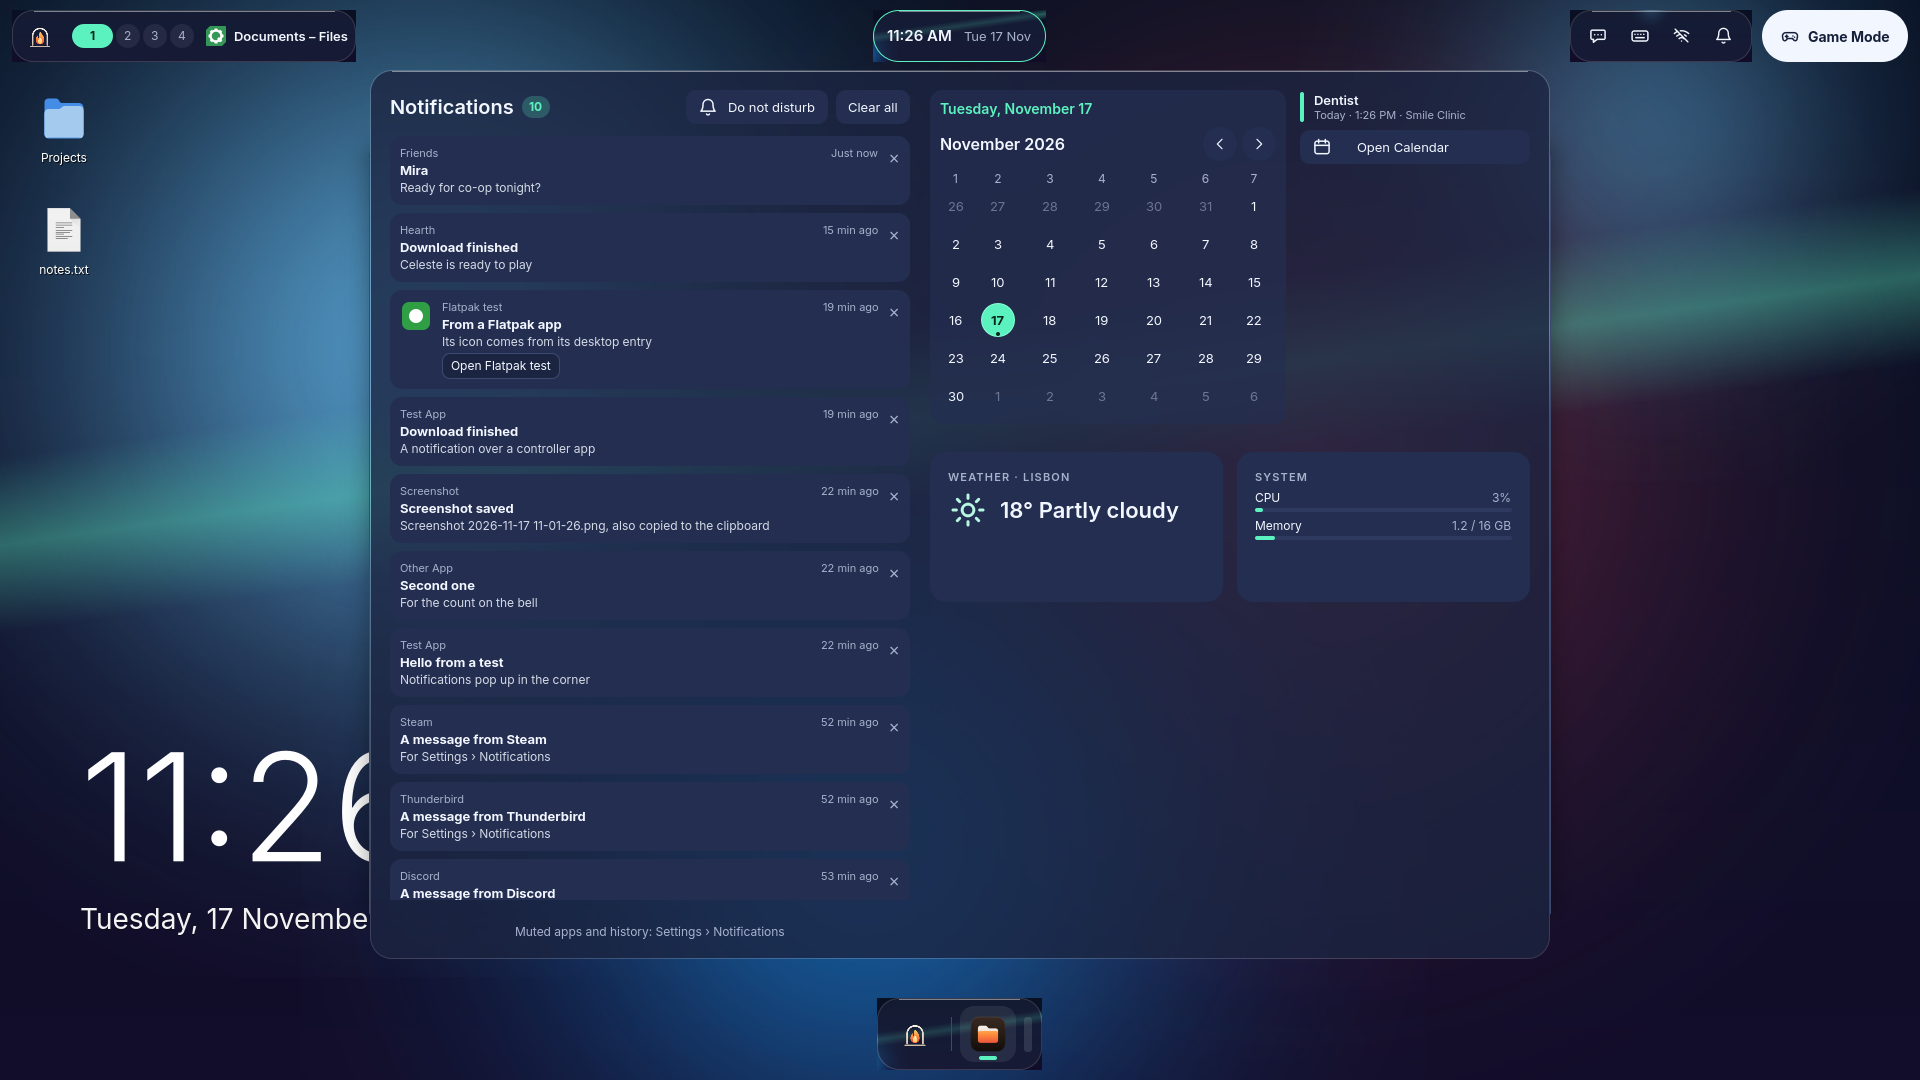 1 2 3 4 Documents – Files
11:26 AM Tue 17 Nov
Game Mode
Projects
notes.txt
11:26
Tuesday, 17 Novembe
Notifications 10
Do not disturb
Clear all
Friends Just now
Mira
Ready for co-op tonight?
Hearth 15 min ago
Download finished
Celeste is ready to play
Flatpak test 19 min ago
From a Flatpak app
Its icon comes from its desktop entry
Open Flatpak test
Test App 19 min ago
Download finished
A notification over a controller app
Screenshot 22 min ago
Screenshot saved
Screenshot 2026-11-17 11-01-26.png, also copied to the clipboard
Other App 22 min ago
Second one
For the count on the bell
Test App 22 min ago
Hello from a test
Notifications pop up in the corner
Steam 52 min ago
A message from Steam
For Settings › Notifications
Thunderbird 52 min ago
A message from Thunderbird
For Settings › Notifications
Discord 53 min ago
A message from Discord
Muted apps and history: Settings › Notifications
Tuesday, November 17
November 2026
1 2 3 4 5 6 7
26 27 28 29 30 31 1
2 3 4 5 6 7 8
9 10 11 12 13 14 15
16 17 18 19 20 21 22
23 24 25 26 27 28 29
30 1 2 3 4 5 6
Dentist
Today · 1:26 PM · Smile Clinic
Open Calendar
WEATHER · LISBON
18° Partly cloudy
SYSTEM
CPU 3%
Memory 1.2 / 16 GB